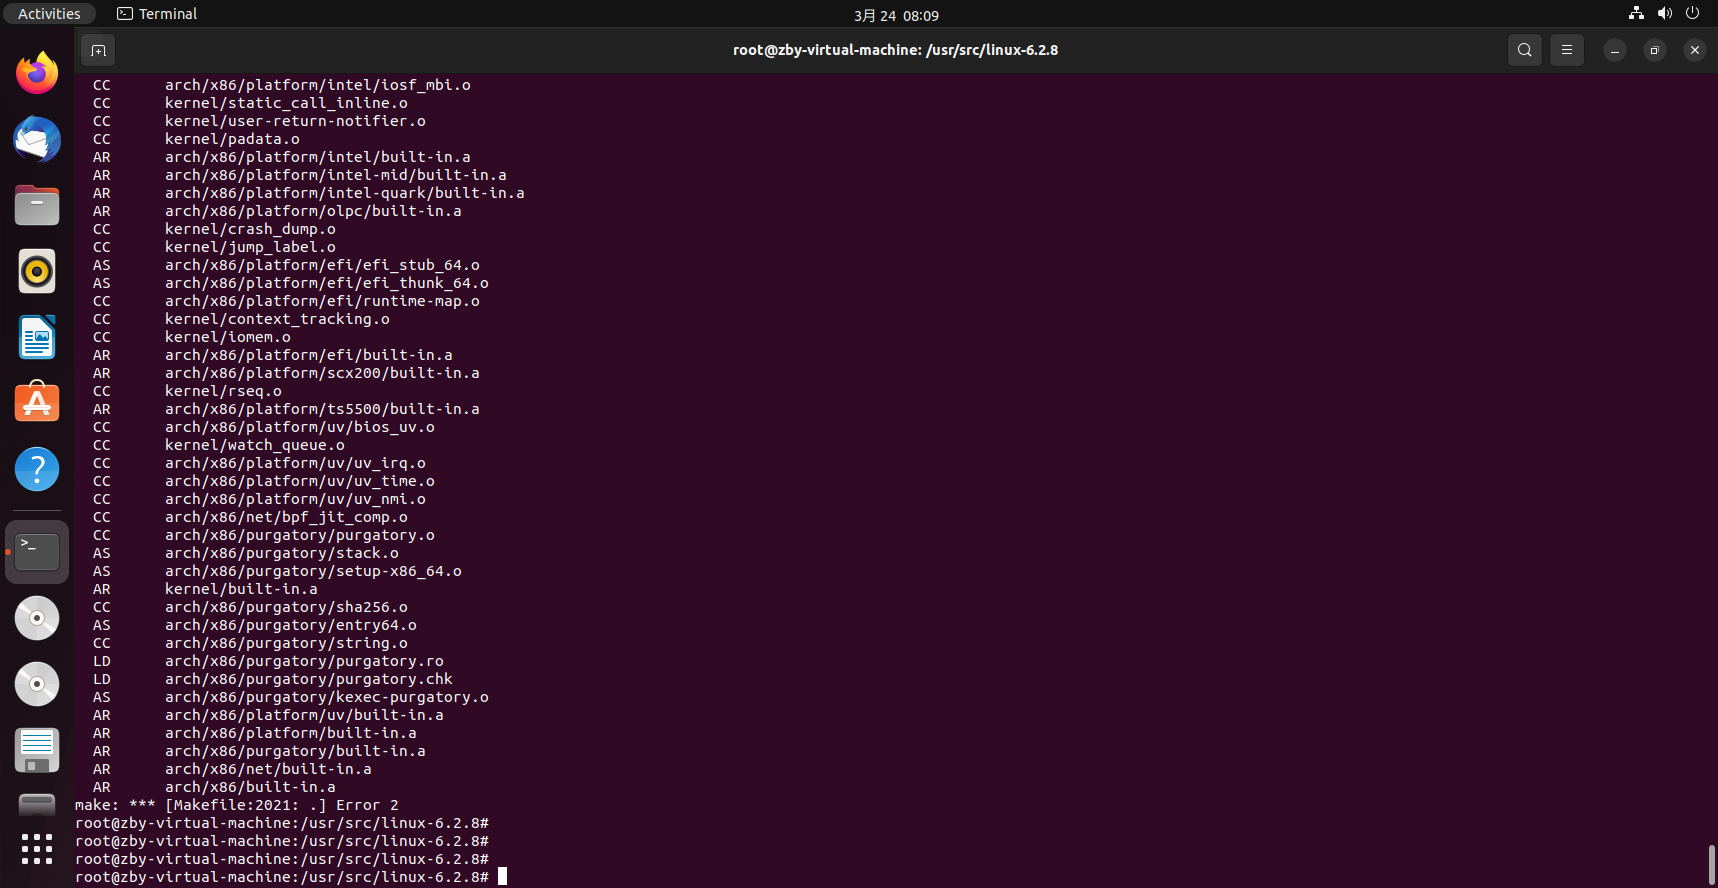 Activities
Terminal
3月 24 08:09
root@zby-virtual-machine: /usr/src/linux-6.2.8
CC arch/x86/platform/intel/iosf_mbi.o
CC kernel/static_call_inline.o
CC kernel/user-return-notifier.o
CC kernel/padata.o
AR arch/x86/platform/intel/built-in.a
AR arch/x86/platform/intel-mid/built-in.a
AR arch/x86/platform/intel-quark/built-in.a
AR arch/x86/platform/olpc/built-in.a
CC kernel/crash_dump.o
CC kernel/jump_label.o
AS arch/x86/platform/efi/efi_stub_64.o
AS arch/x86/platform/efi/efi_thunk_64.o
CC arch/x86/platform/efi/runtime-map.o
CC kernel/context_tracking.o
CC kernel/iomem.o
AR arch/x86/platform/efi/built-in.a
AR arch/x86/platform/scx200/built-in.a
CC kernel/rseq.o
AR arch/x86/platform/ts5500/built-in.a
CC arch/x86/platform/uv/bios_uv.o
CC kernel/watch_queue.o
CC arch/x86/platform/uv/uv_irq.o
CC arch/x86/platform/uv/uv_time.o
CC arch/x86/platform/uv/uv_nmi.o
CC arch/x86/net/bpf_jit_comp.o
CC arch/x86/purgatory/purgatory.o
AS arch/x86/purgatory/stack.o
AS arch/x86/purgatory/setup-x86_64.o
AR kernel/built-in.a
CC arch/x86/purgatory/sha256.o
AS arch/x86/purgatory/entry64.o
CC arch/x86/purgatory/string.o
LD arch/x86/purgatory/purgatory.ro
LD arch/x86/purgatory/purgatory.chk
AS arch/x86/purgatory/kexec-purgatory.o
AR arch/x86/platform/uv/built-in.a
AR arch/x86/platform/built-in.a
AR arch/x86/purgatory/built-in.a
AR arch/x86/net/built-in.a
AR arch/x86/built-in.a
make: *** [Makefile:2021: .] Error 2
root@zby-virtual-machine:/usr/src/linux-6.2.8#
root@zby-virtual-machine:/usr/src/linux-6.2.8#
root@zby-virtual-machine:/usr/src/linux-6.2.8#
root@zby-virtual-machine:/usr/src/linux-6.2.8#